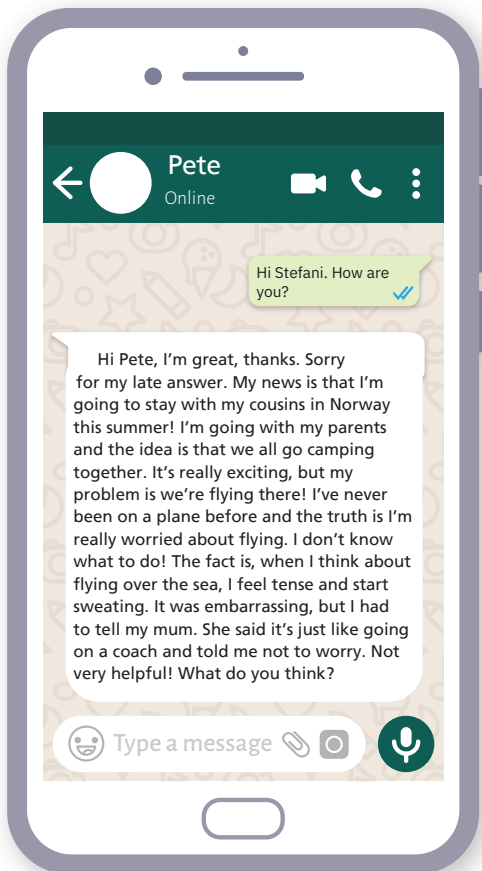 Pete
Online
Hi Stefani. How are
you?
Hi Pete, I'm great, thanks. Sorry
for my late answer. My news is that I'm
going to stay with my cousins in Norway
this summer! I'm going with my parents
and the idea is that we all go camping
together. It's really exciting, but my
problem is we're flying there! I've never
been on a plane before and the truth is I'm
really worried about flying. I don't know
what to do! The fact is, when I think about
flying over the sea, I feel tense and start
sweating. It was embarrassing, but I had
to tell my mum. She said it's just like going
on a coach and told me not to worry. Not
very helpful! What do you think?
Type a message